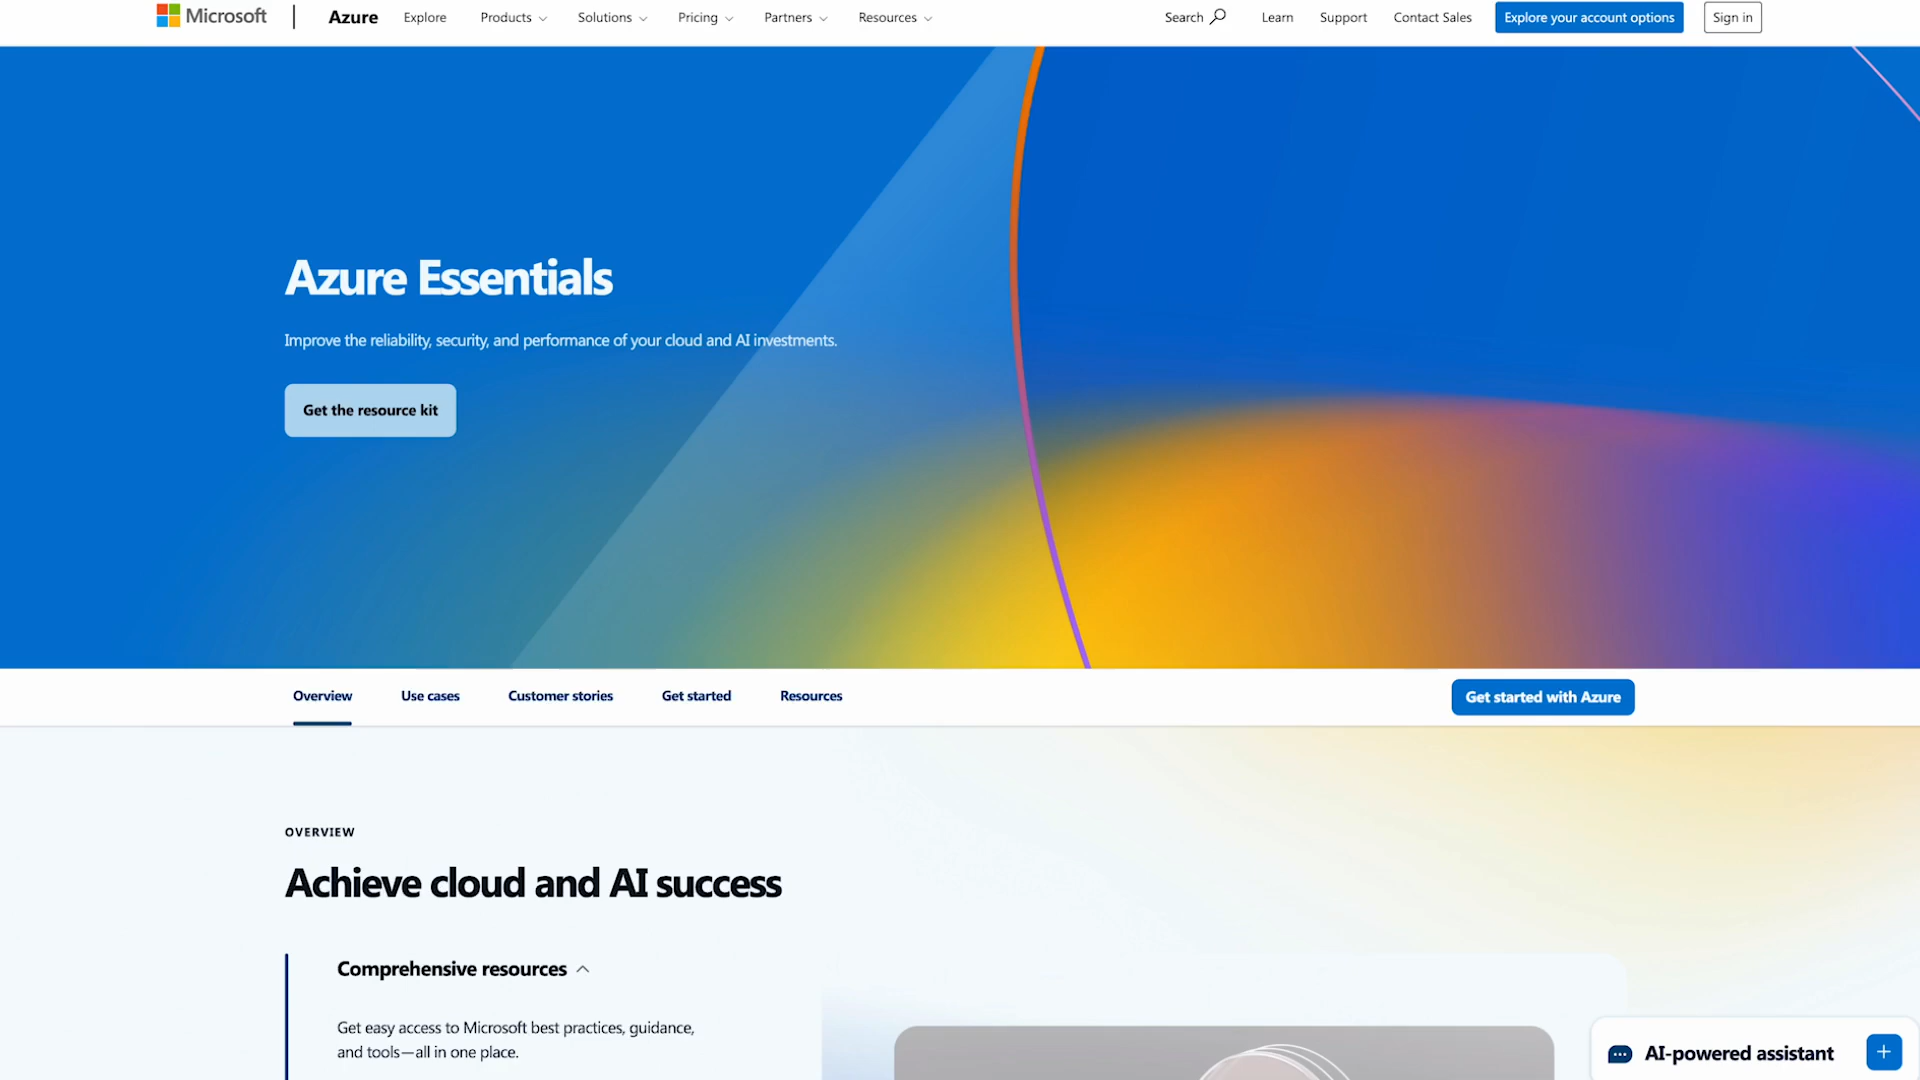 Microsoft
Azure
Explore
Products
Solutions
Pricing
Partners
Resources
Search
Learn
Support
Contact Sales
Explore your account options
Sign in
Azure Essentials
Improve the reliability, security, and performance of your cloud and AI investments.
Get the resource kit
Overview
Use cases
Customer stories
Get started
Resources
Get started with Azure
OVERVIEW
Achieve cloud and AI success
Comprehensive resources
Get easy access to Microsoft best practices, guidance,
and tools—all in one place.
AI-powered assistant